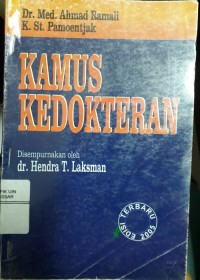 Dr. Med. Ahmad Ramali
K. St. Pamoentjak
KAMUS
KEDOKTERAN
Disempurnakan oleh
dr. Hendra T. Laksman
EDISI TERBARU 2005